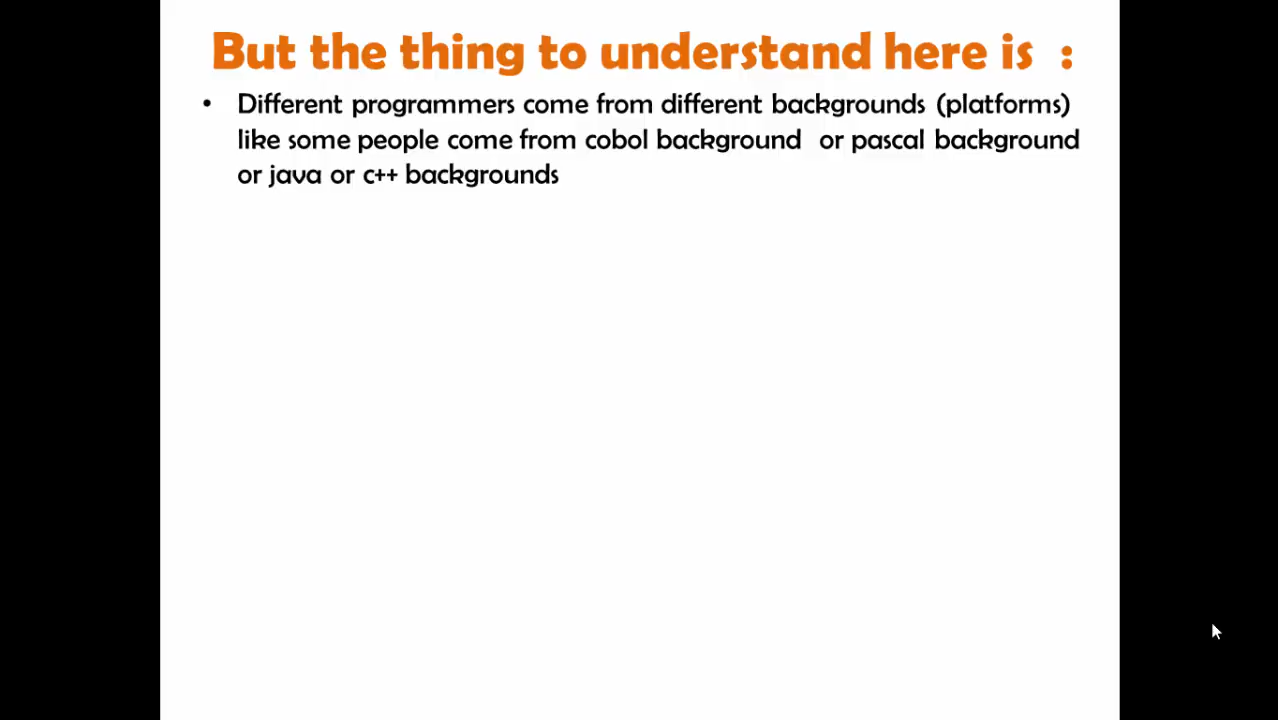 But the thing to understand here is  :
• Different programmers come from different backgrounds (platforms)
like some people come from cobol background  or pascal background
or java or c++ backgrounds